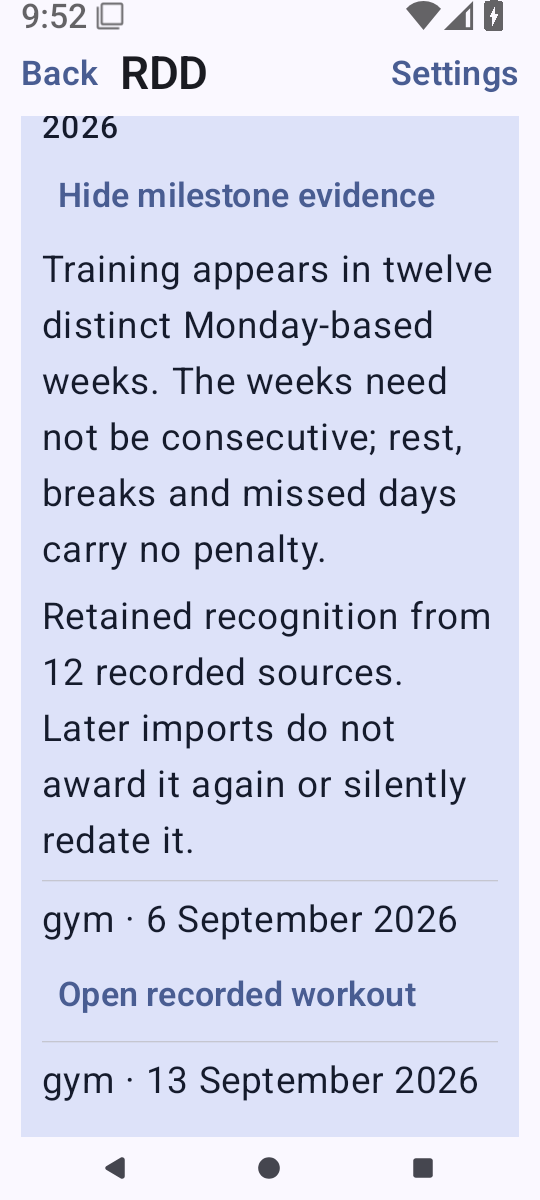 9:52
Back RDD Settings
2026
Hide milestone evidence
Training appears in twelve
distinct Monday-based
weeks. The weeks need
not be consecutive; rest,
breaks and missed days
carry no penalty.
Retained recognition from
12 recorded sources.
Later imports do not
award it again or silently
redate it.
gym · 6 September 2026
Open recorded workout
gym · 13 September 2026